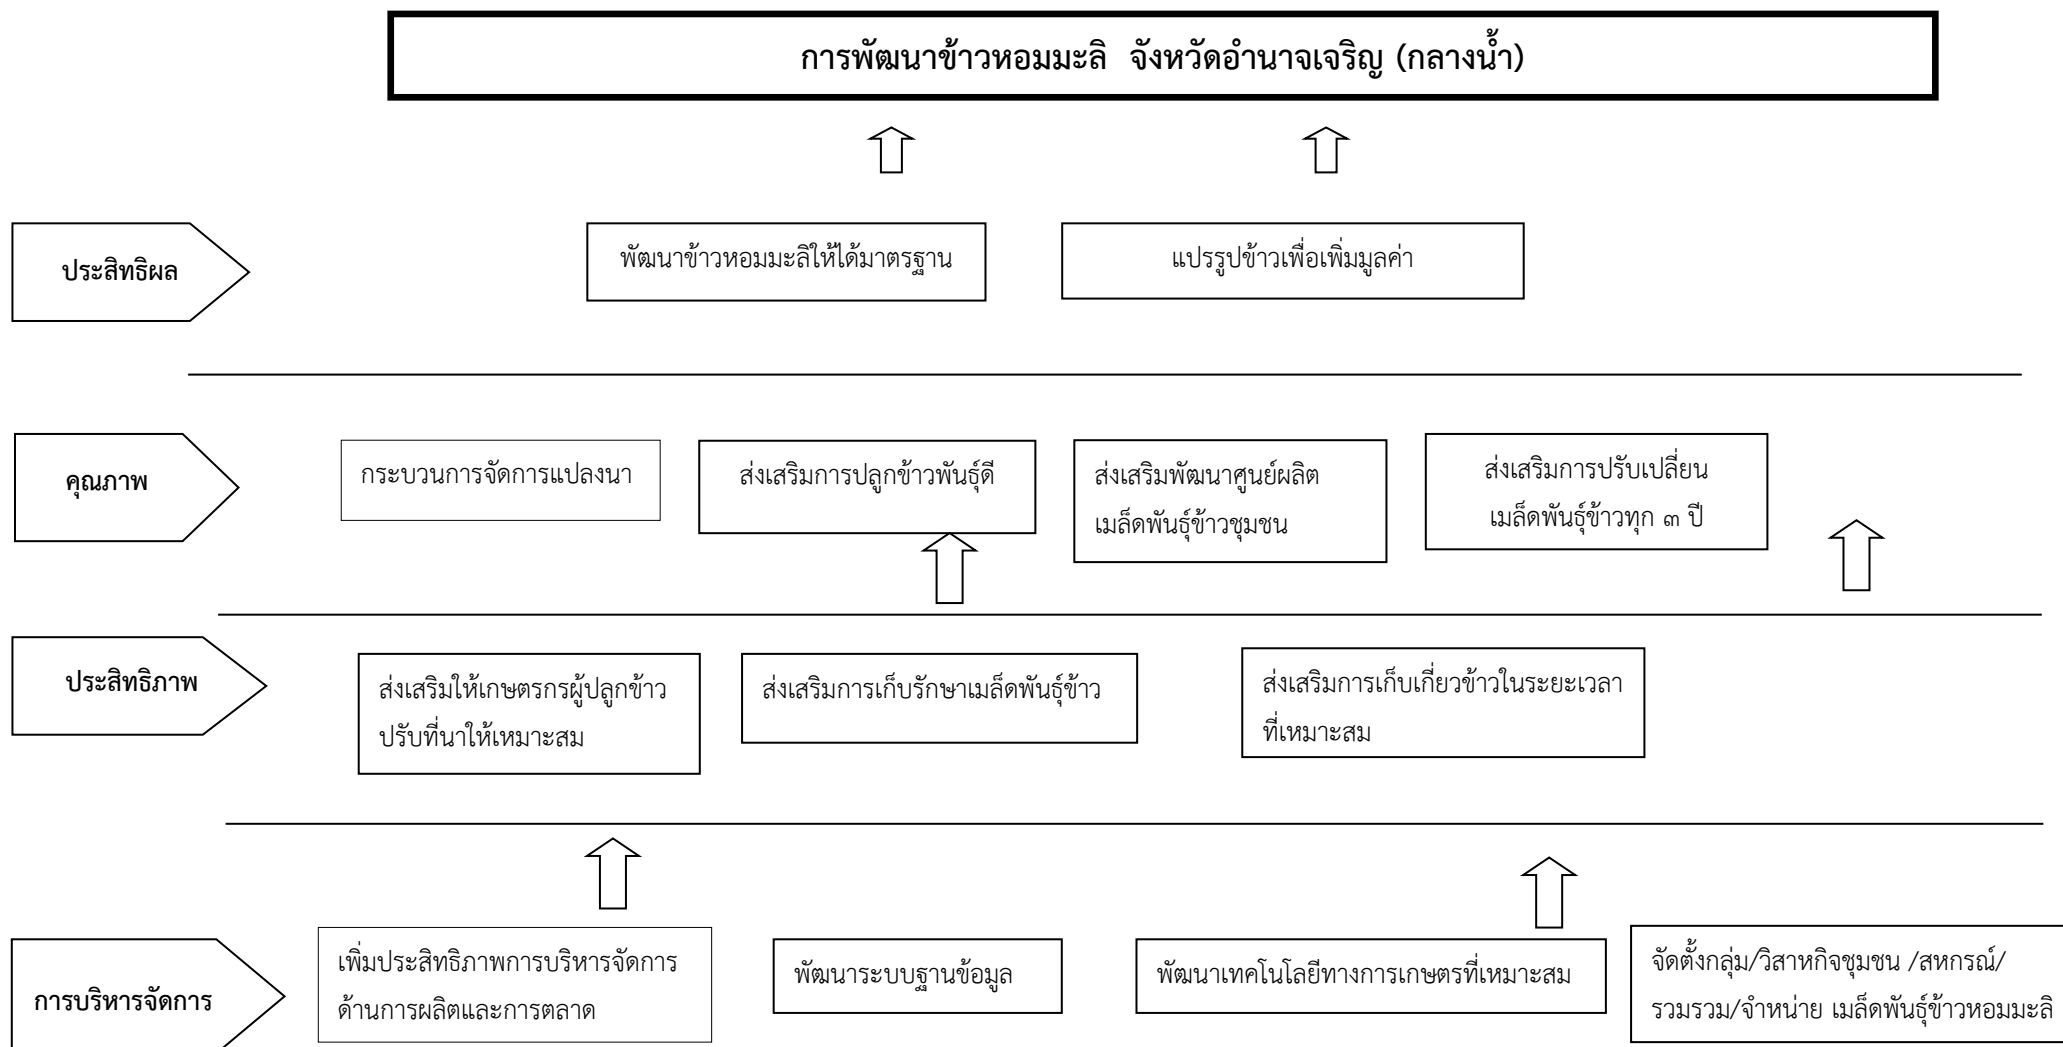 การพัฒนาข้าวหอมมะลิ จังหวัดอำนาจเจริญ (กลางน้ำ)
ประสิทธิผล
พัฒนาข้าวหอมมะลิให้ได้มาตรฐาน
แปรรูปข้าวเพื่อเพิ่มมูลค่า
คุณภาพ
กระบวนการจัดการแปลงนา
ส่งเสริมการปลูกข้าวพันธุ์ดี
ส่งเสริมพัฒนาศูนย์ผลิต
เมล็ดพันธุ์ข้าวชุมชน
ส่งเสริมการปรับเปลี่ยน
เมล็ดพันธุ์ข้าวทุก ๓ ปี
ประสิทธิภาพ
ส่งเสริมให้เกษตรกรผู้ปลูกข้าว
ปรับที่นาให้เหมาะสม
ส่งเสริมการเก็บรักษาเมล็ดพันธุ์ข้าว
ส่งเสริมการเก็บเกี่ยวข้าวในระยะเวลา
ที่เหมาะสม
การบริหารจัดการ
เพิ่มประสิทธิภาพการบริหารจัดการ
ด้านการผลิตและการตลาด
พัฒนาระบบฐานข้อมูล
พัฒนาเทคโนโลยีทางการเกษตรที่เหมาะสม
จัดตั้งกลุ่ม/วิสาหกิจชุมชน /สหกรณ์/
รวมรวม/จำหน่าย เมล็ดพันธุ์ข้าวหอมมะลิ